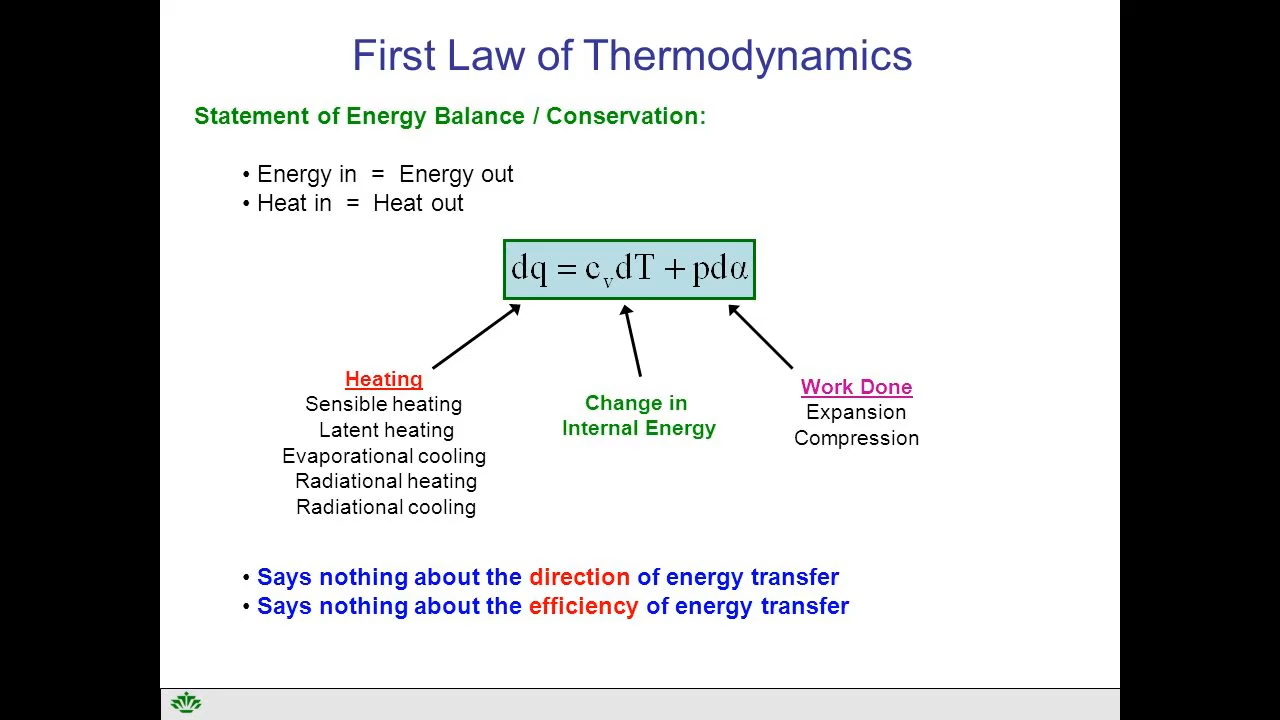 First Law of Thermodynamics
Statement of Energy Balance / Conservation:
• Energy in = Energy out
• Heat in = Heat out
dq = cᵥdT + pdα
Heating
Sensible heating
Latent heating
Evaporational cooling
Radiational heating
Radiational cooling
Change in
Internal Energy
Work Done
Expansion
Compression
• Says nothing about the direction of energy transfer
• Says nothing about the efficiency of energy transfer